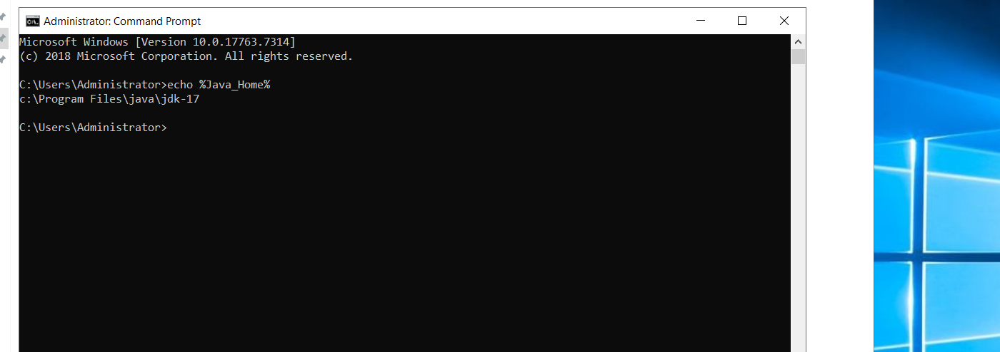 Administrator: Command Prompt
Microsoft Windows [Version 10.0.17763.7314]
(c) 2018 Microsoft Corporation. All rights reserved.
C:\Users\Administrator>echo %Java_Home%
c:\Program Files\java\jdk-17
C:\Users\Administrator>